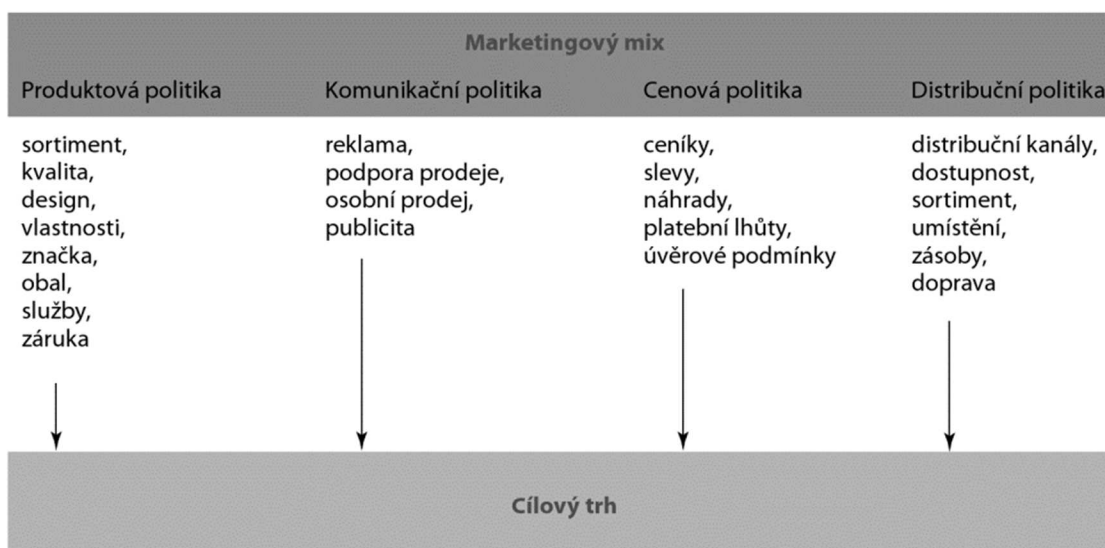 Marketingový mix
Produktová politika
Komunikační politika
Cenová politika
Distribuční politika
sortiment,
kvalita,
design,
vlastnosti,
značka,
obal,
služby,
záruka
reklama,
podpora prodeje,
osobní prodej,
publicita
ceníky,
slevy,
náhrady,
platební lhůty,
úvěrové podmínky
distribuční kanály,
dostupnost,
sortiment,
umístění,
zásoby,
doprava
Cílový trh